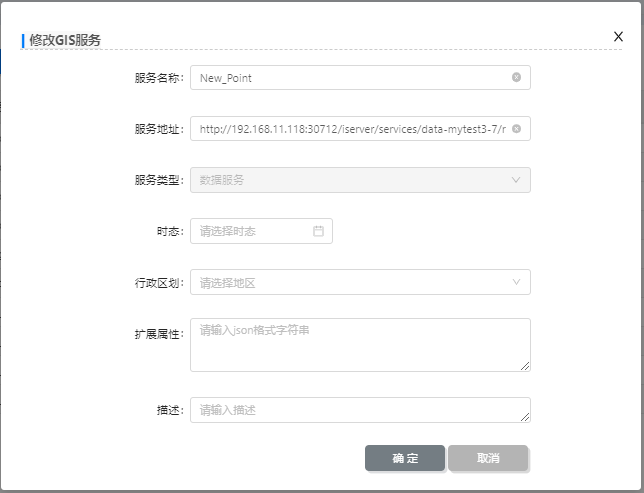 修改GIS服务
X
服务名称: New_Point
服务地址: http://192.168.11.118:30712/iserver/services/data-mytest3-7/r
服务类型: 数据服务
时态: 请选择时态
行政区划: 请选择地区
扩展属性: 请输入json格式字符串
描述: 请输入描述
确 定 取消